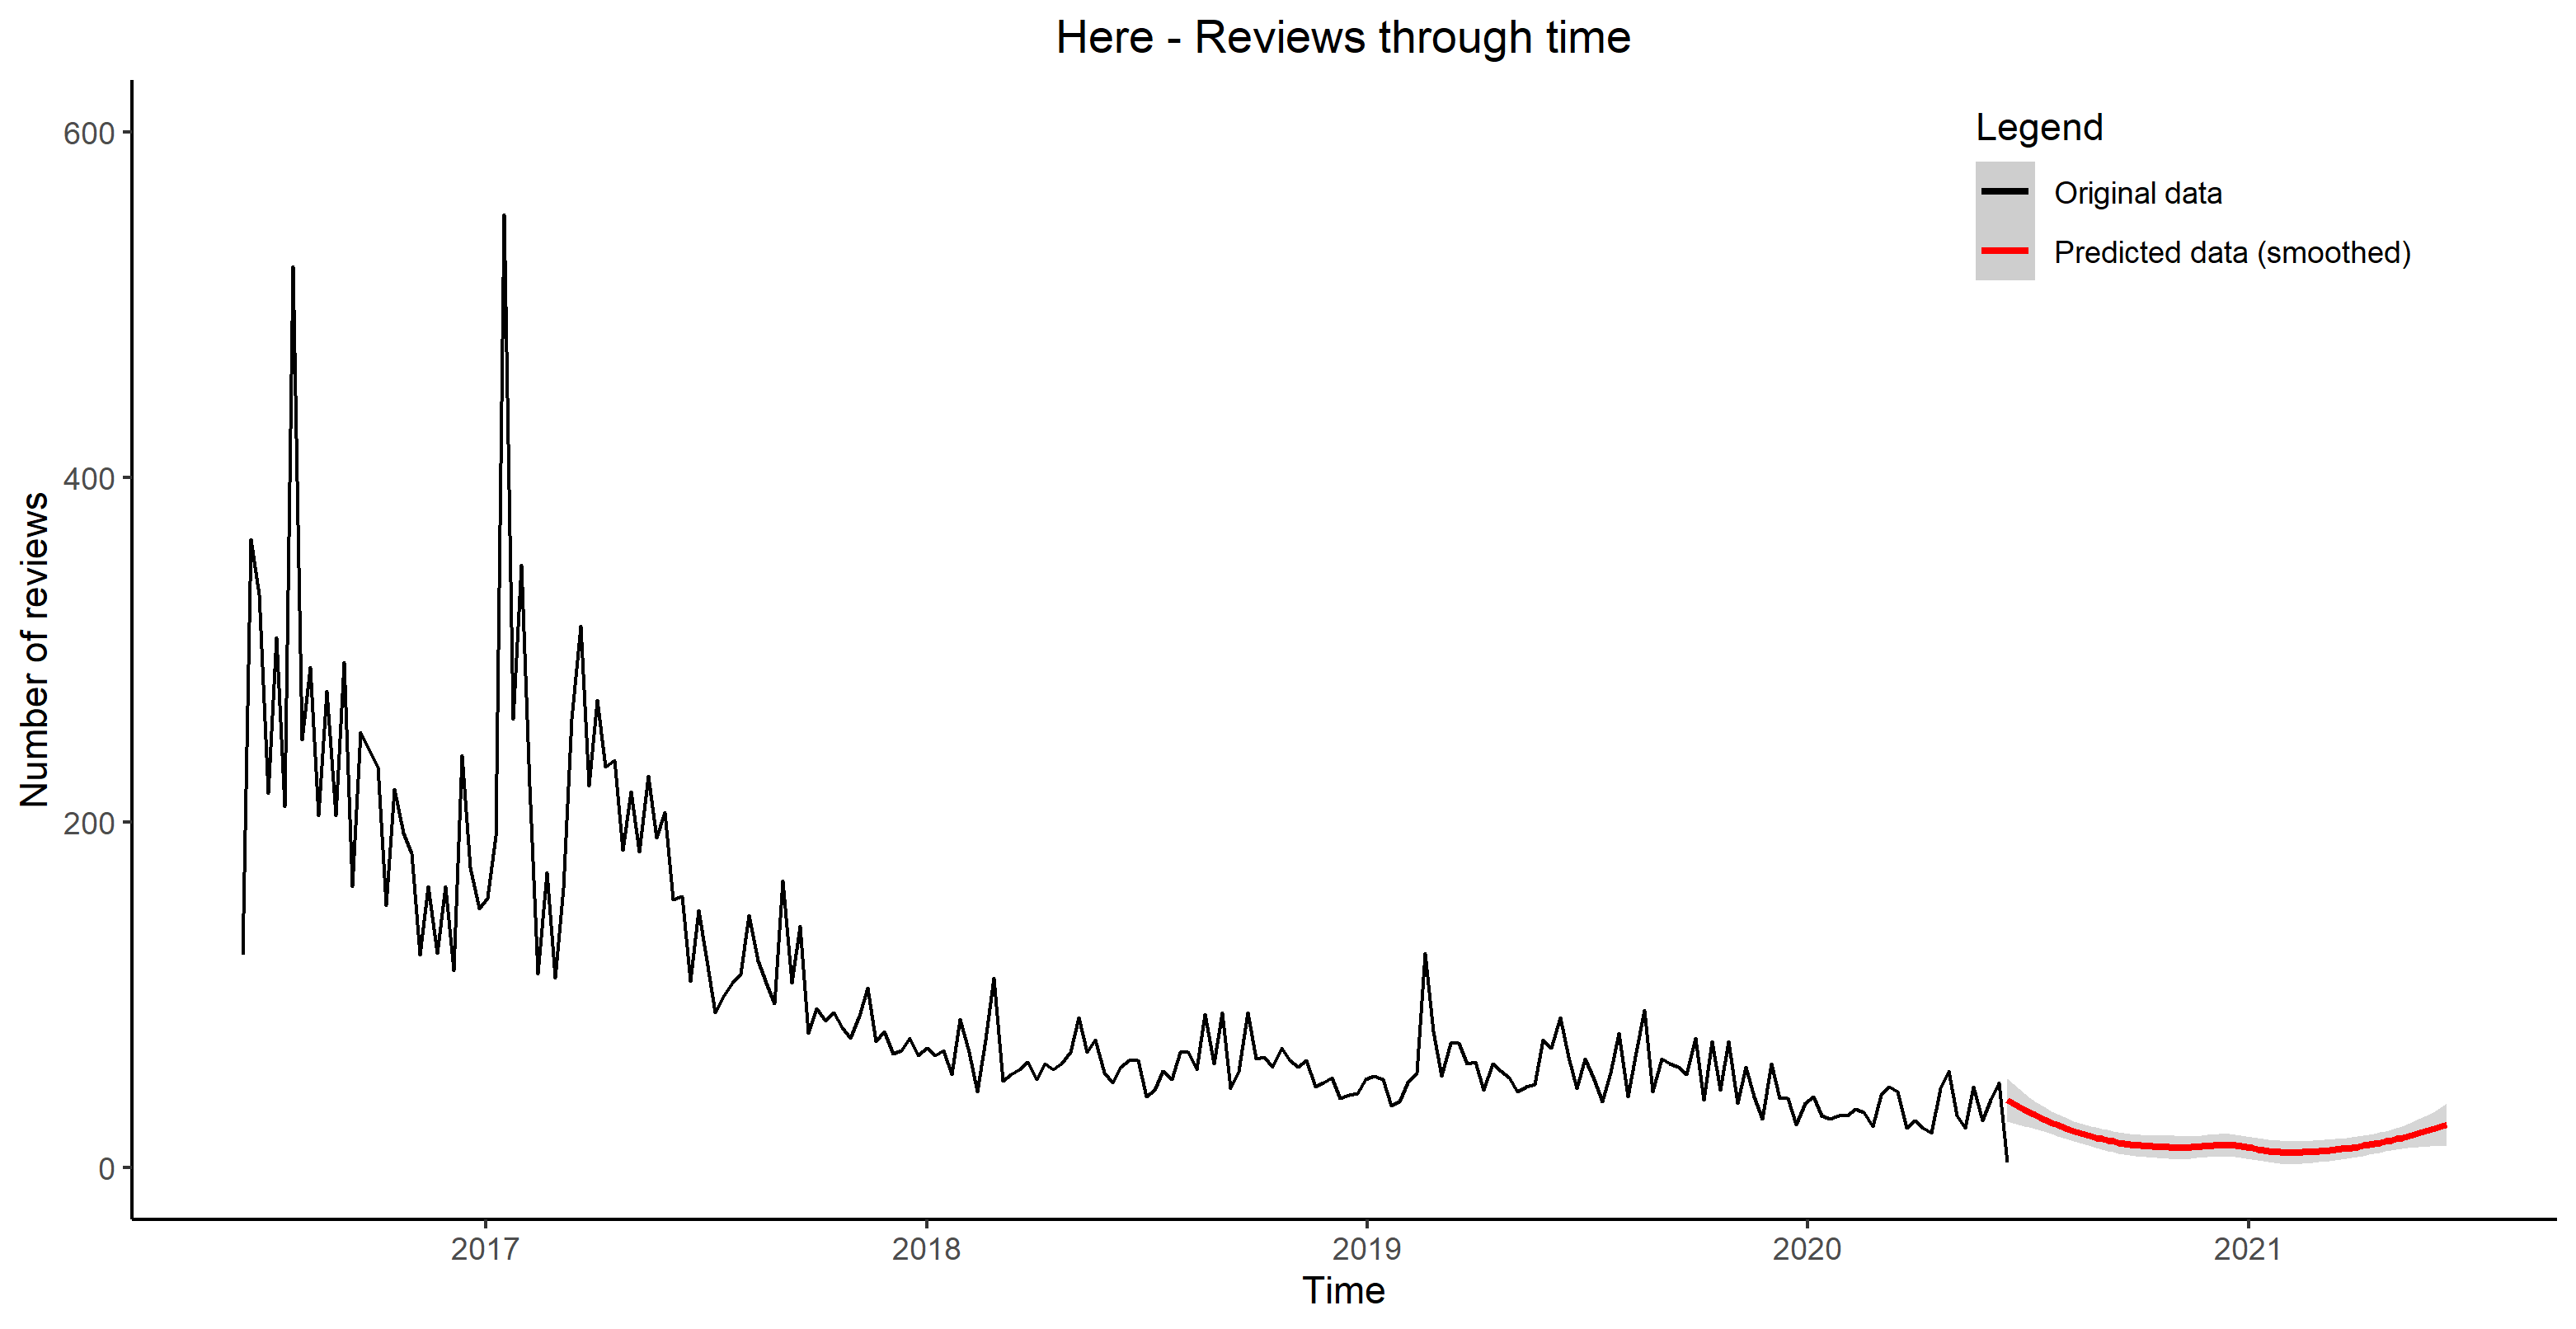 Here - Reviews through time
600
400
200
0
Number of reviews
Legend
Original data
Predicted data (smoothed)
2017
2018
2019
2020
2021
Time